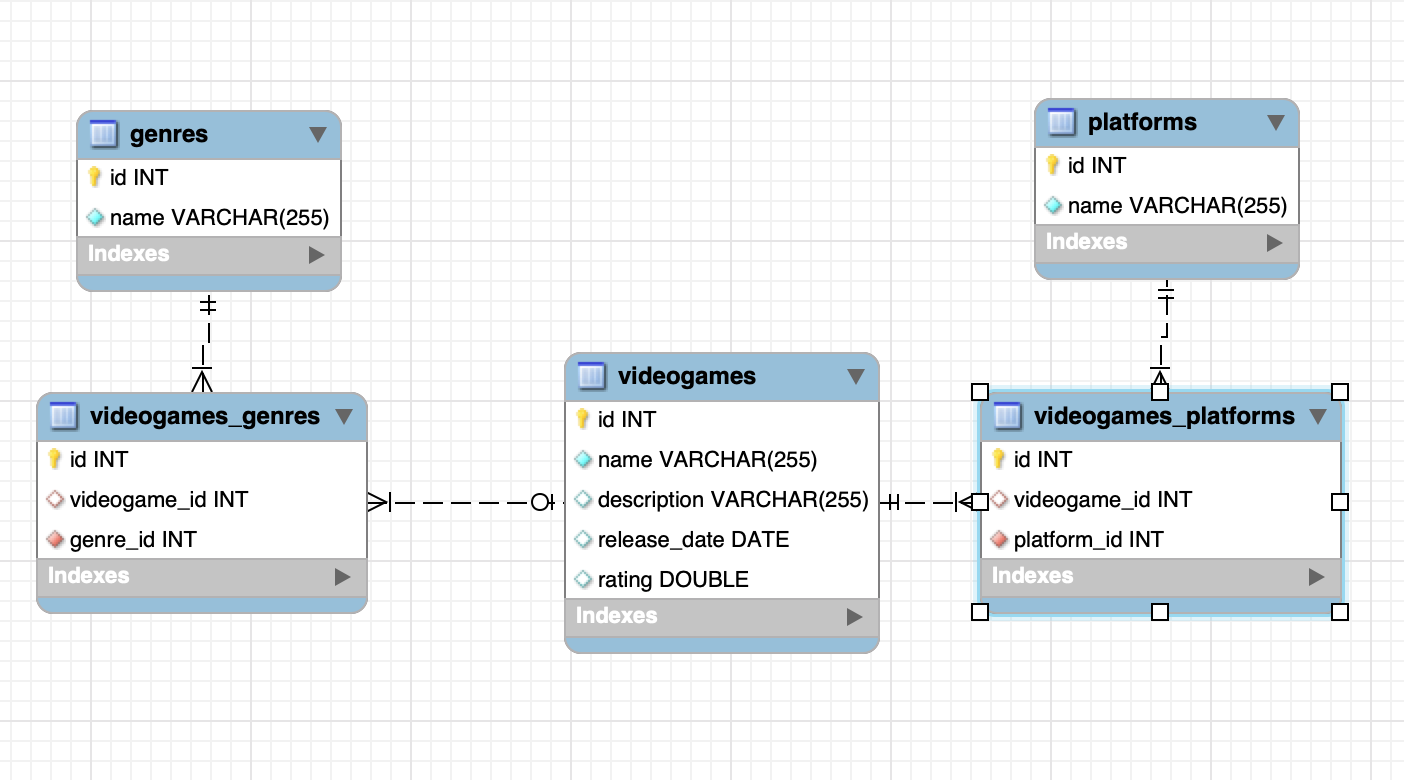 genres
id INT
name VARCHAR(255)
Indexes
platforms
id INT
name VARCHAR(255)
Indexes
videogames_genres
id INT
videogame_id INT
genre_id INT
Indexes
videogames
id INT
name VARCHAR(255)
description VARCHAR(255)
release_date DATE
rating DOUBLE
Indexes
videogames_platforms
id INT
videogame_id INT
platform_id INT
Indexes